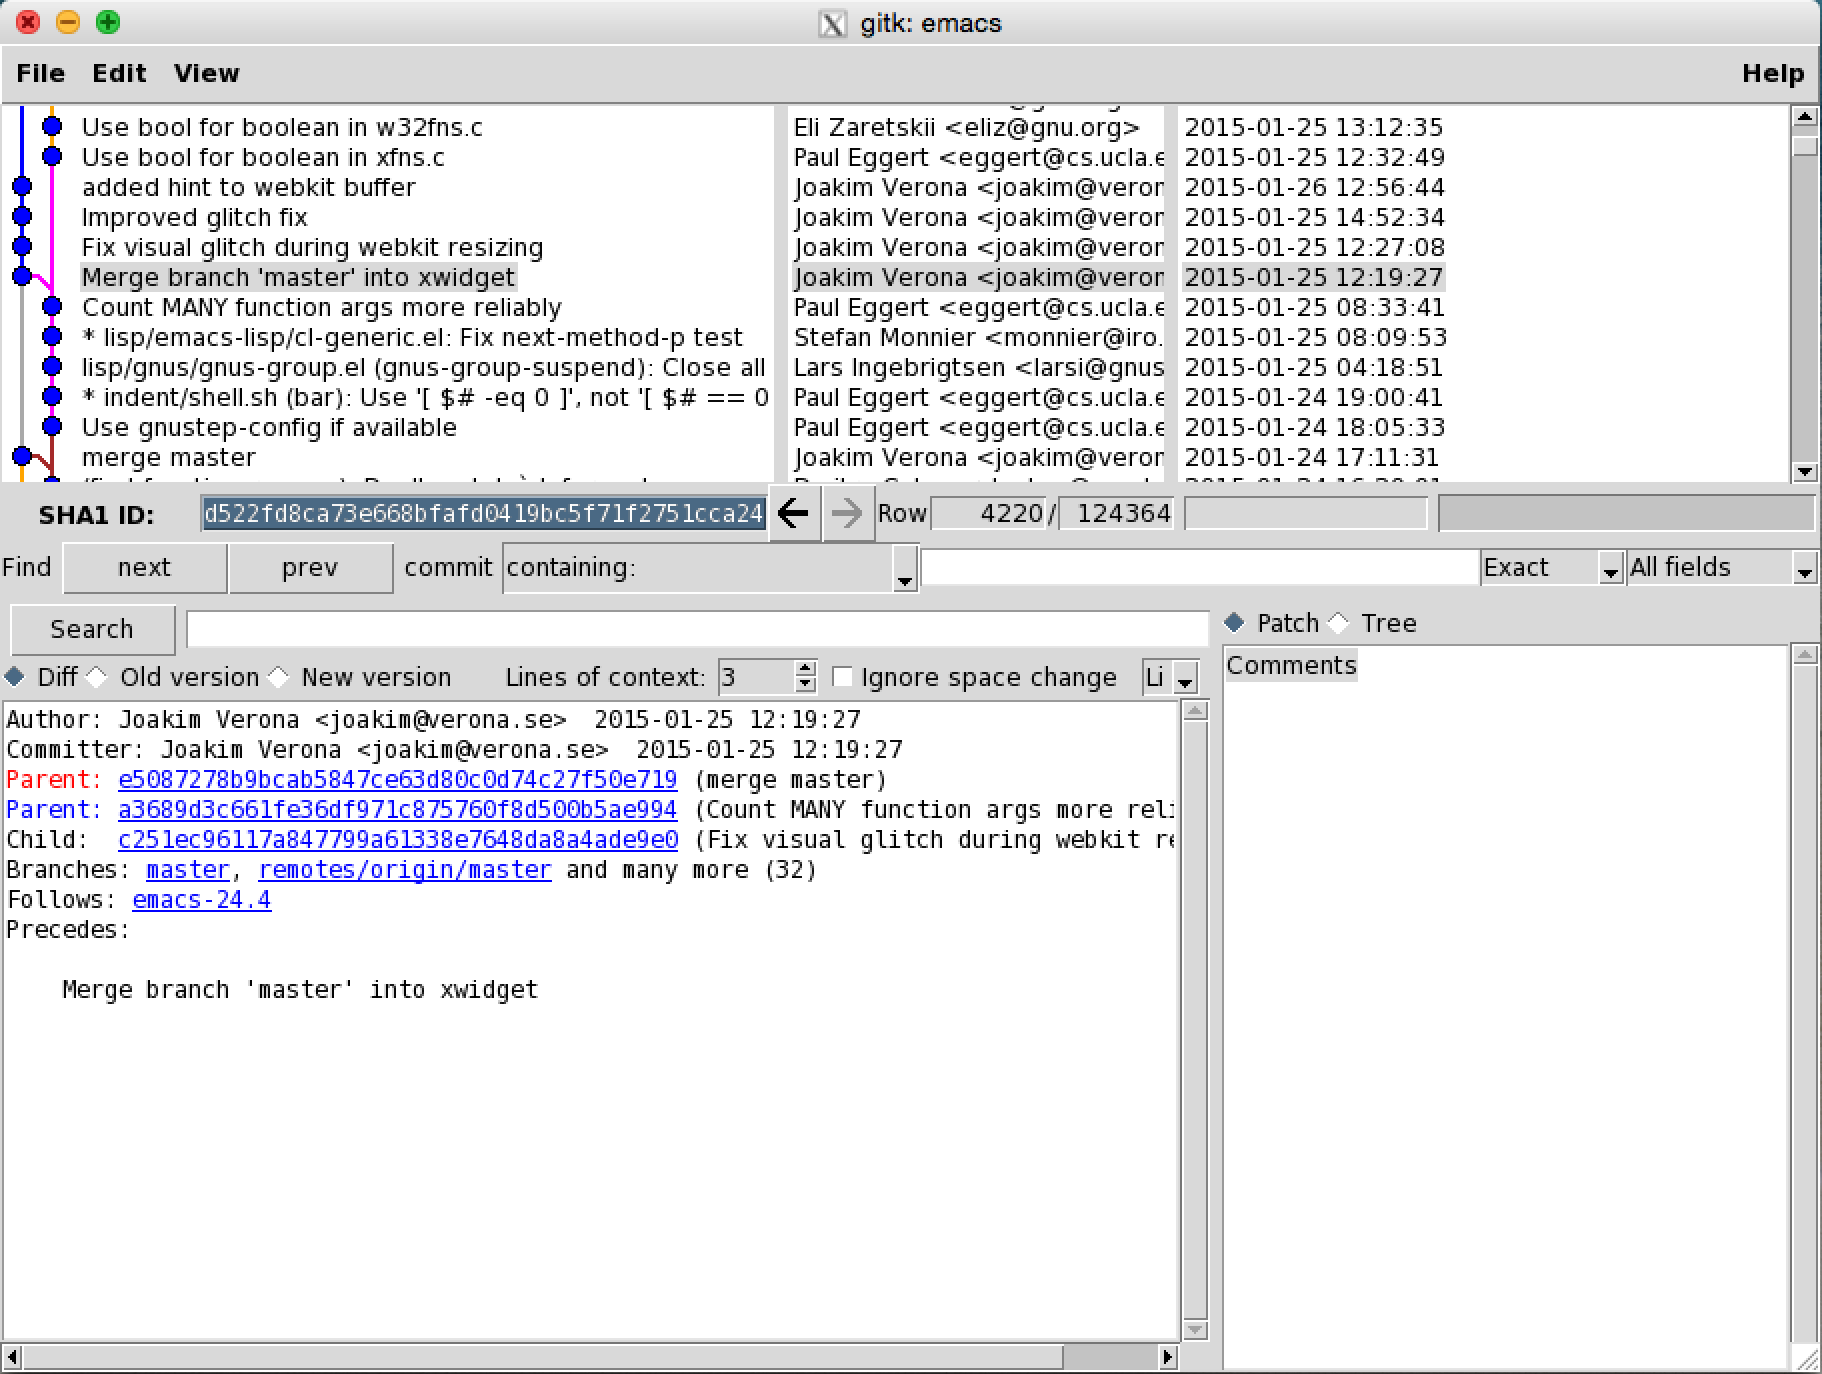 gitk: emacs
File Edit View Help
Use bool for boolean in w32fns.c Eli Zaretskii <eliz@gnu.org> 2015-01-25 13:12:35
Use bool for boolean in xfns.c Paul Eggert <eggert@cs.ucla.e 2015-01-25 12:32:49
added hint to webkit buffer Joakim Verona <joakim@veron 2015-01-26 12:56:44
Improved glitch fix Joakim Verona <joakim@veron 2015-01-25 14:52:34
Fix visual glitch during webkit resizing Joakim Verona <joakim@veron 2015-01-25 12:27:08
Merge branch 'master' into xwidget Joakim Verona <joakim@veron 2015-01-25 12:19:27
Count MANY function args more reliably Paul Eggert <eggert@cs.ucla.e 2015-01-25 08:33:41
* lisp/emacs-lisp/cl-generic.el: Fix next-method-p test Stefan Monnier <monnier@iro. 2015-01-25 08:09:53
lisp/gnus/gnus-group.el (gnus-group-suspend): Close all Lars Ingebrigtsen <larsi@gnus 2015-01-25 04:18:51
* indent/shell.sh (bar): Use '[ $# -eq 0 ]', not '[ $# == 0 Paul Eggert <eggert@cs.ucla.e 2015-01-24 19:00:41
Use gnustep-config if available Paul Eggert <eggert@cs.ucla.e 2015-01-24 18:05:33
merge master Joakim Verona <joakim@veron 2015-01-24 17:11:31
SHA1 ID: d522fd8ca73e668bfafd0419bc5f71f2751cca24 Row 4220 / 124364
Find next prev commit containing: Exact All fields
Search Patch Tree
Diff Old version New version Lines of context: 3 Ignore space change Li
Comments
Author: Joakim Verona <joakim@verona.se>  2015-01-25 12:19:27
Committer: Joakim Verona <joakim@verona.se>  2015-01-25 12:19:27
Parent: e5087278b9bcab5847ce63d80c0d74c27f50e719 (merge master)
Parent: a3689d3c661fe36df971c875760f8d500b5ae994 (Count MANY function args more reli
Child:  c251ec96117a847799a61338e7648da8a4ade9e0 (Fix visual glitch during webkit re
Branches: master, remotes/origin/master and many more (32)
Follows: emacs-24.4
Precedes:
Merge branch 'master' into xwidget